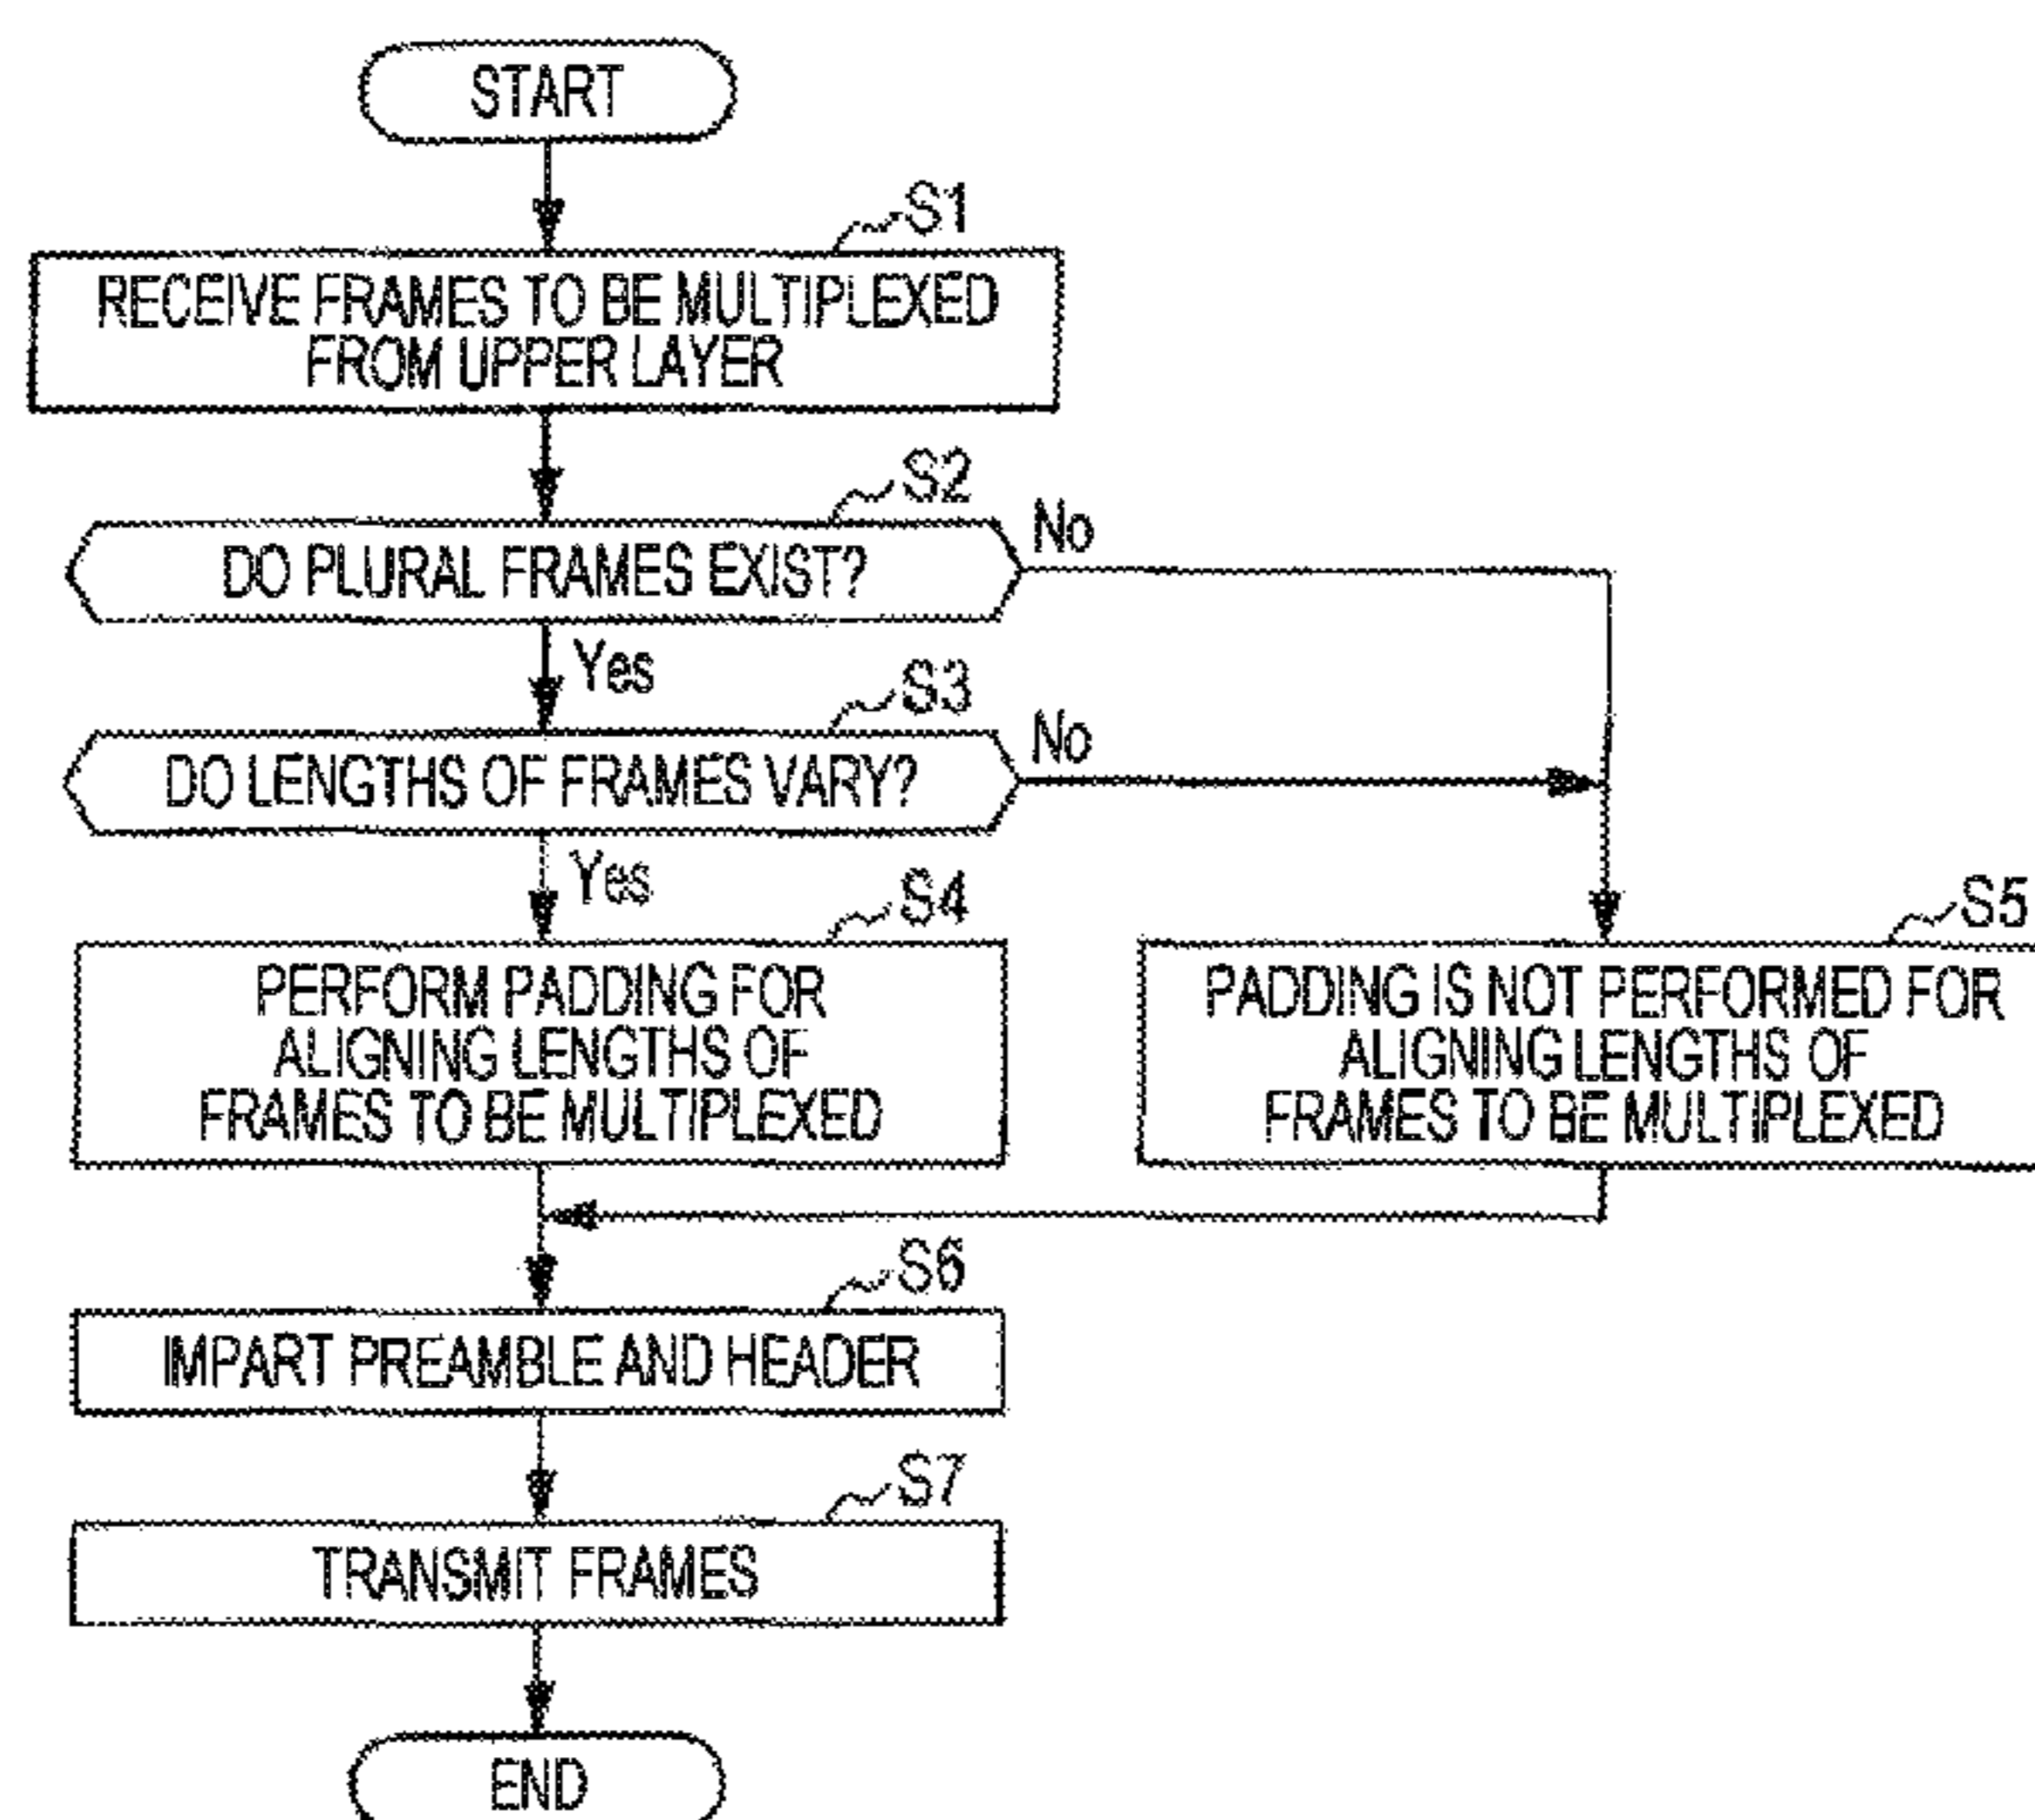 START
S1
RECEIVE FRAMES TO BE MULTIPLEXED
FROM UPPER LAYER
S2
DO PLURAL FRAMES EXIST?
No
Yes
S3
DO LENGTHS OF FRAMES VARY?
No
Yes
S4
PERFORM PADDING FOR
ALIGNING LENGTHS OF
FRAMES TO BE MULTIPLEXED
S5
PADDING IS NOT PERFORMED FOR
ALIGNING LENGTHS OF
FRAMES TO BE MULTIPLEXED
S6
IMPART PREAMBLE AND HEADER
S7
TRANSMIT FRAMES
END